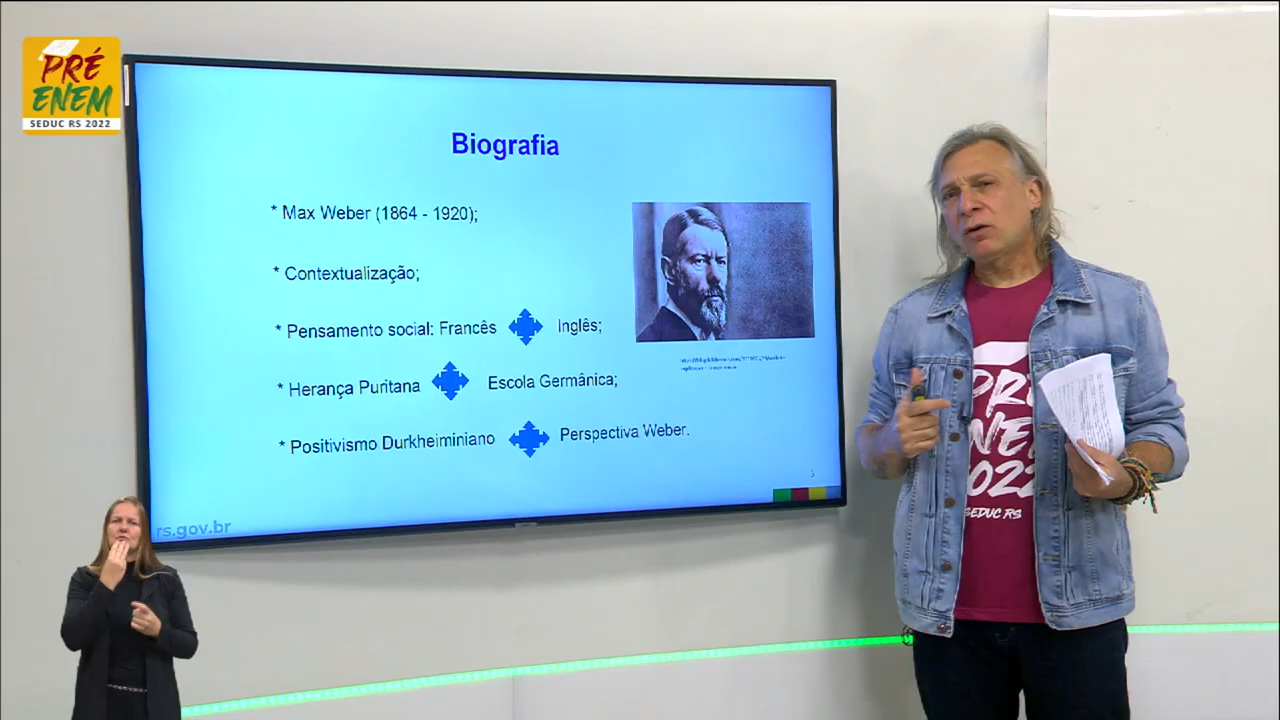 PRÉ
ENEM
SEDUC RS 2022
Biografia
* Max Weber (1864 - 1920);
* Contextualização;
* Pensamento social: Francês Inglês;
* Herança Puritana Escola Germânica;
* Positivismo Durkheiminiano Perspectiva Weber.
rs.gov.br
PRÉ
2022
SEDUC RS